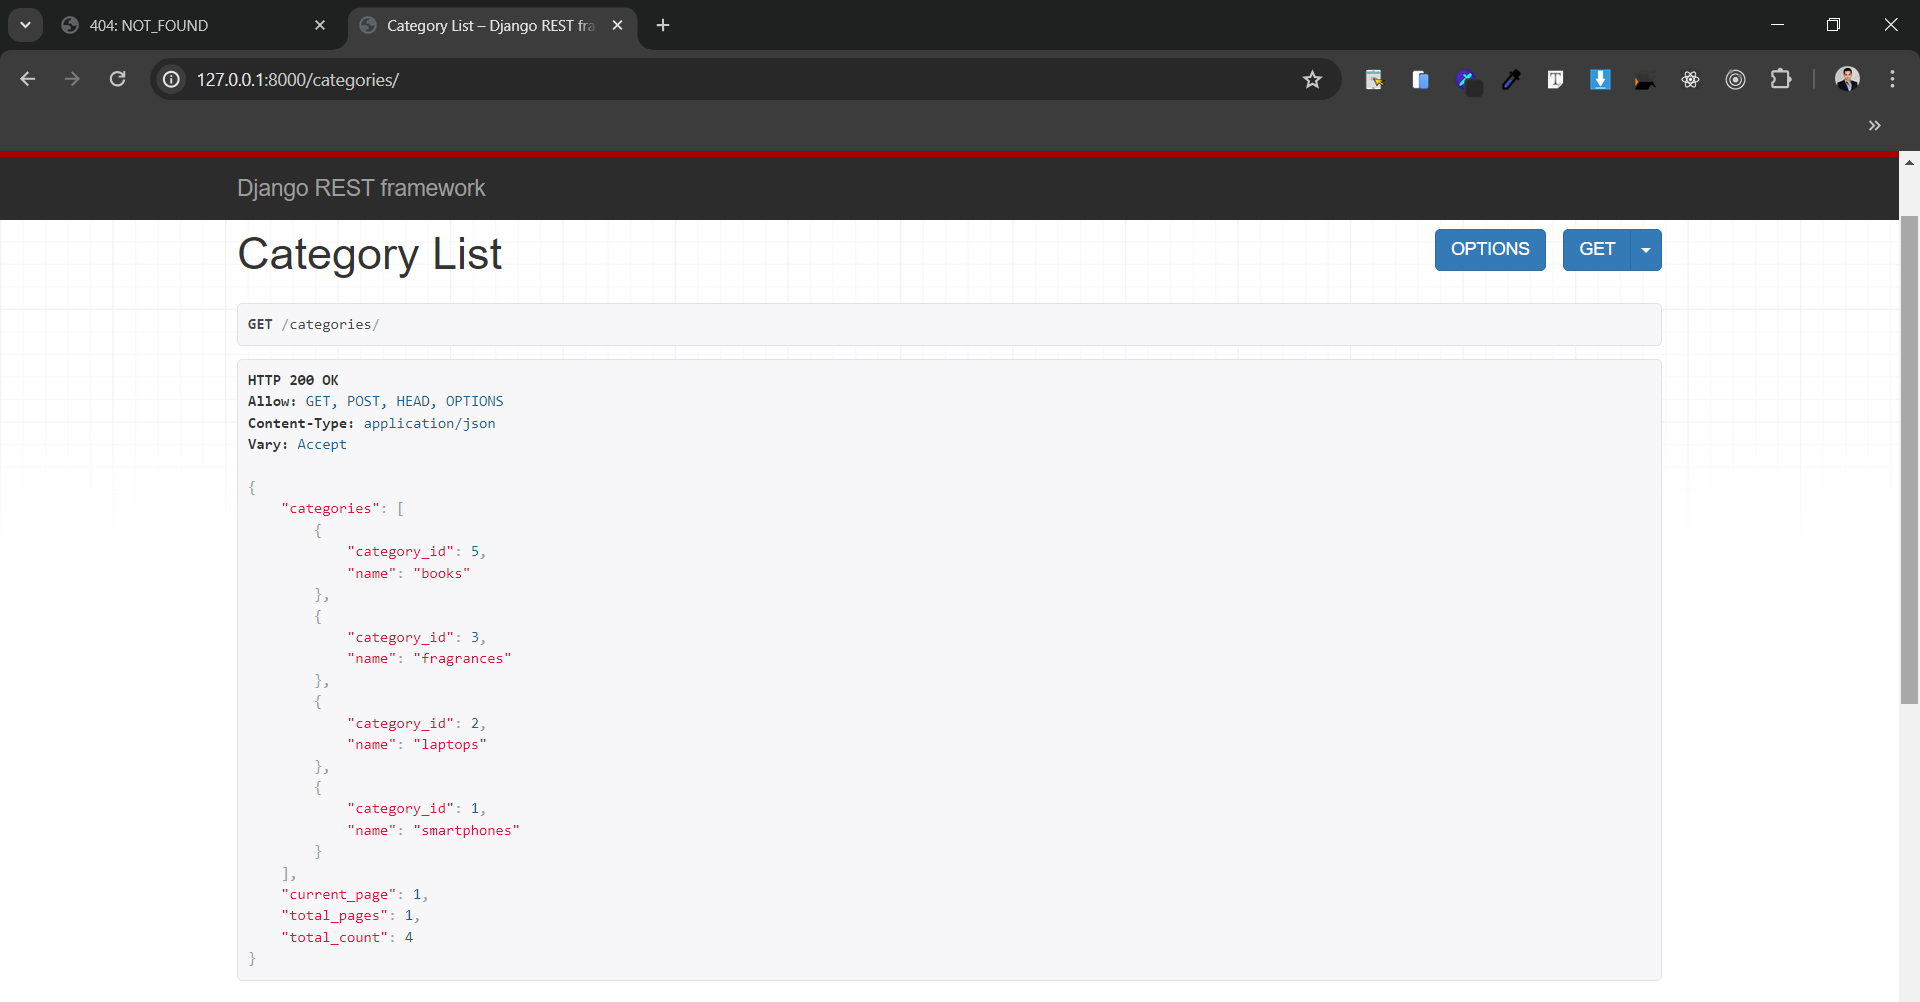 404: NOT_FOUND
Category List – Django REST fra
127.0.0.1:8000/categories/
Django REST framework
Category List
OPTIONS
GET
GET /categories/
HTTP 200 OK
Allow: GET, POST, HEAD, OPTIONS
Content-Type: application/json
Vary: Accept
{
    "categories": [
        {
            "category_id": 5,
            "name": "books"
        },
        {
            "category_id": 3,
            "name": "fragrances"
        },
        {
            "category_id": 2,
            "name": "laptops"
        },
        {
            "category_id": 1,
            "name": "smartphones"
        }
    ],
    "current_page": 1,
    "total_pages": 1,
    "total_count": 4
}